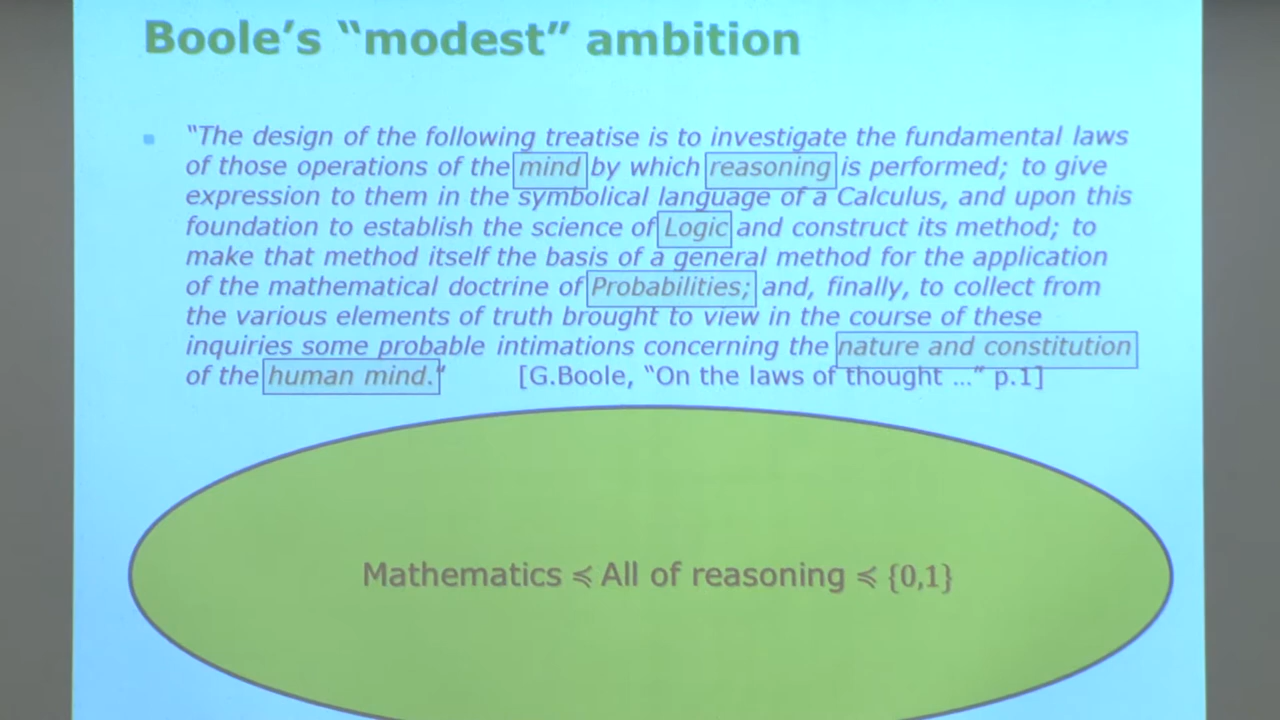 Boole's “modest” ambition
“The design of the following treatise is to investigate the fundamental laws
of those operations of the mind by which reasoning is performed; to give
expression to them in the symbolical language of a Calculus, and upon this
foundation to establish the science of Logic and construct its method; to
make that method itself the basis of a general method for the application
of the mathematical doctrine of Probabilities; and, finally, to collect from
the various elements of truth brought to view in the course of these
inquiries some probable intimations concerning the nature and constitution
of the human mind.” [G.Boole, “On the laws of thought …” p.1]
Mathematics ≼ All of reasoning ≼ {0,1}